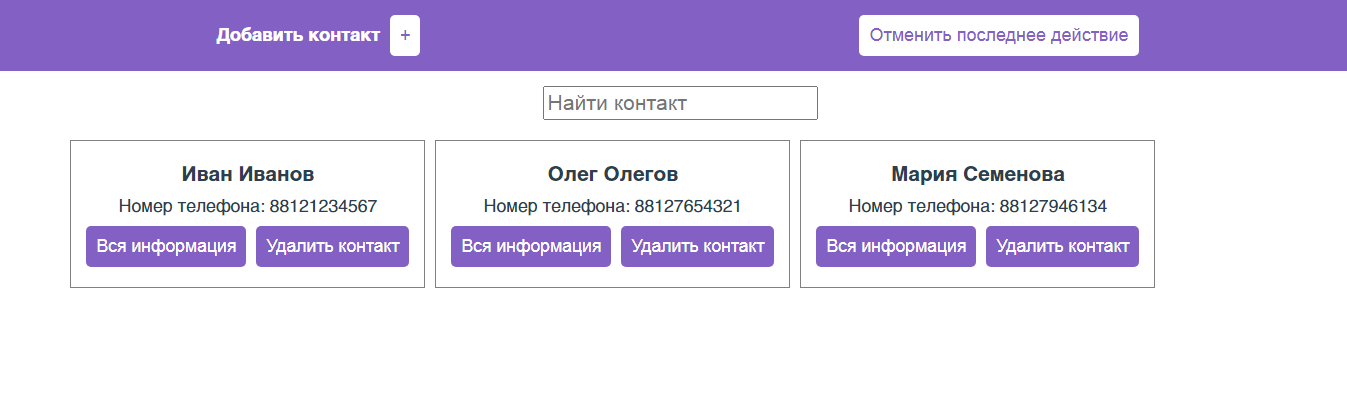 Добавить контакт + Отменить последнее действие
Найти контакт
Иван Иванов
Номер телефона: 88121234567
Вся информация Удалить контакт
Олег Олегов
Номер телефона: 88127654321
Вся информация Удалить контакт
Мария Семенова
Номер телефона: 88127946134
Вся информация Удалить контакт